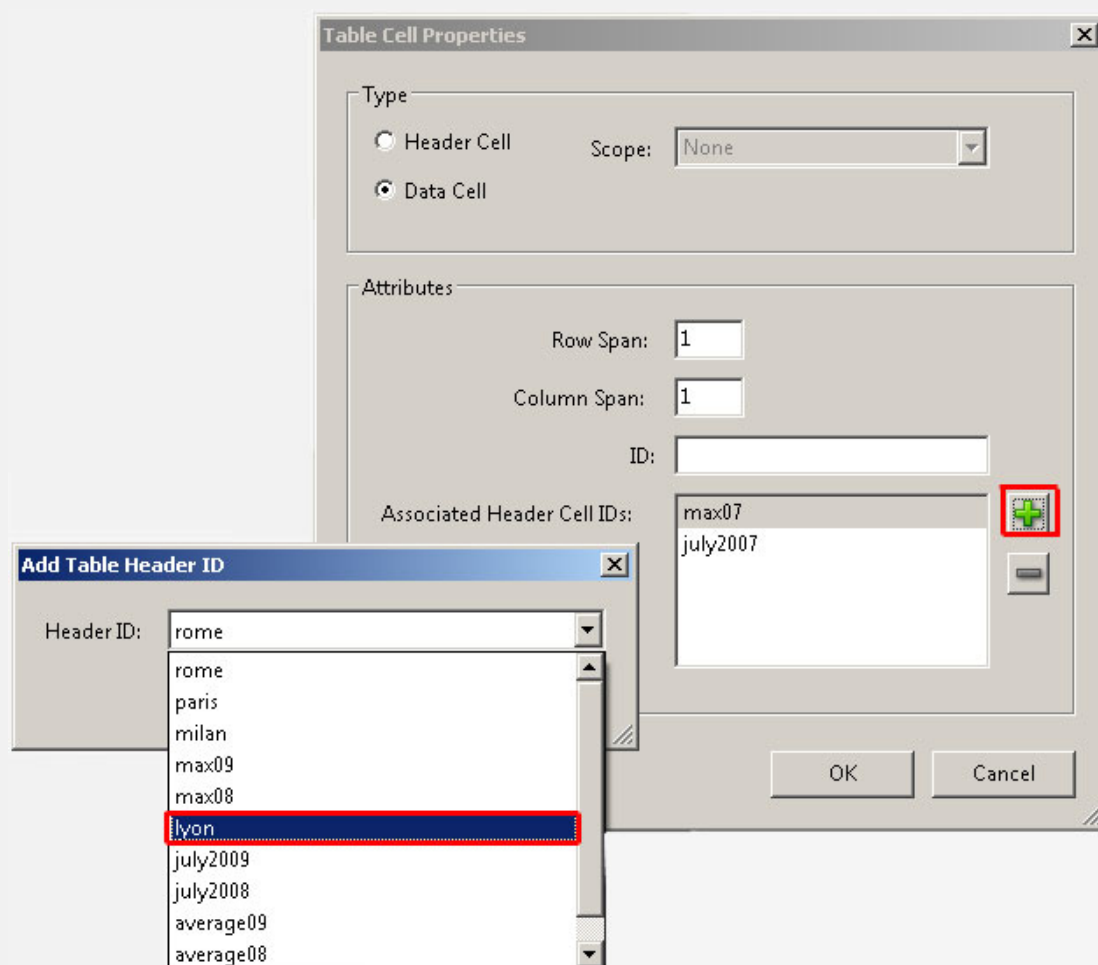 Table Cell Properties
Type
Header Cell
Scope: None
Data Cell
Attributes
Row Span: 1
Column Span: 1
ID:
Associated Header Cell IDs: max07
july2007
Add Table Header ID
Header ID: rome
rome
paris
milan
max09
max08
lyon
july2009
july2008
average09
average08
OK Cancel